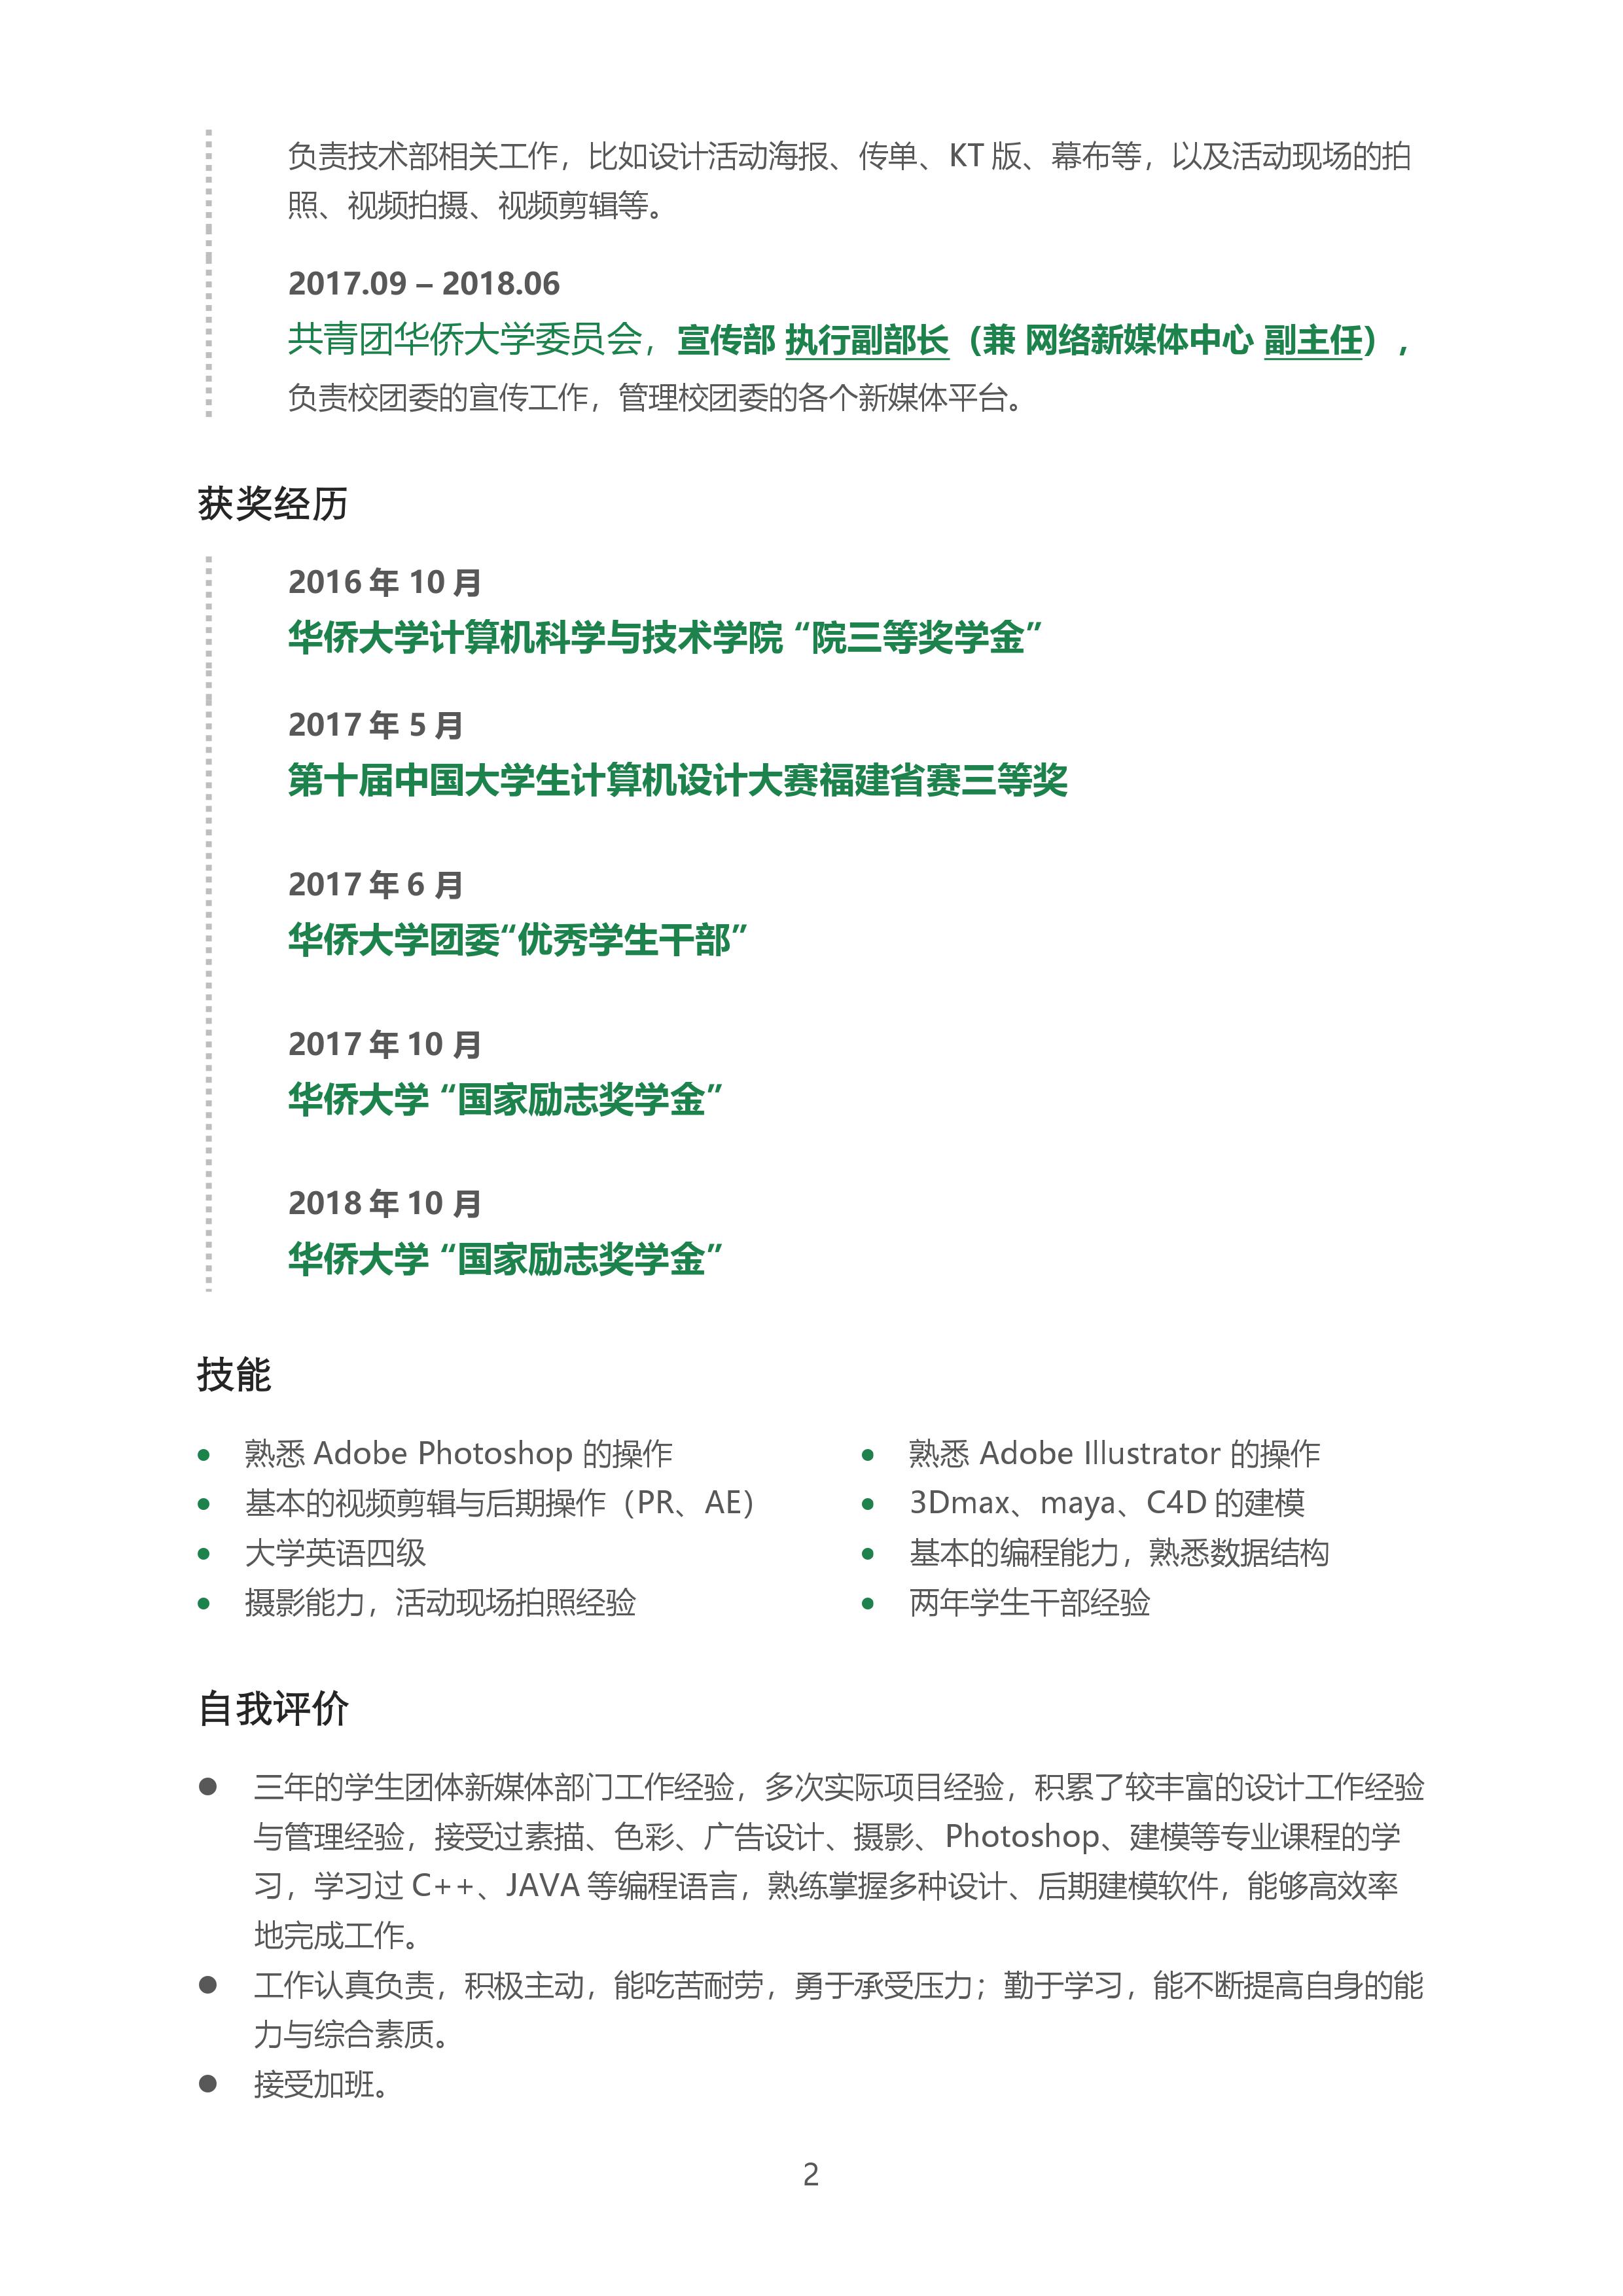 负责技术部相关工作，比如设计活动海报、传单、KT 版、幕布等，以及活动现场的拍
照、视频拍摄、视频剪辑等。
2017.09 – 2018.06
共青团华侨大学委员会，宣传部 执行副部长（兼 网络新媒体中心 副主任），
负责校团委的宣传工作，管理校团委的各个新媒体平台。
获奖经历
2016 年 10 月
华侨大学计算机科学与技术学院 “院三等奖学金”
2017 年 5 月
第十届中国大学生计算机设计大赛福建省赛三等奖
2017 年 6 月
华侨大学团委“优秀学生干部”
2017 年 10 月
华侨大学 “国家励志奖学金”
2018 年 10 月
华侨大学 “国家励志奖学金”
技能
● 熟悉 Adobe Photoshop 的操作
● 基本的视频剪辑与后期操作（PR、AE）
● 大学英语四级
● 摄影能力，活动现场拍照经验
● 熟悉 Adobe Illustrator 的操作
● 3Dmax、maya、C4D 的建模
● 基本的编程能力，熟悉数据结构
● 两年学生干部经验
自我评价
● 三年的学生团体新媒体部门工作经验，多次实际项目经验，积累了较丰富的设计工作经验
与管理经验，接受过素描、色彩、广告设计、摄影、Photoshop、建模等专业课程的学
习，学习过 C++、JAVA 等编程语言，熟练掌握多种设计、后期建模软件，能够高效率
地完成工作。
● 工作认真负责，积极主动，能吃苦耐劳，勇于承受压力；勤于学习，能不断提高自身的能
力与综合素质。
● 接受加班。
2